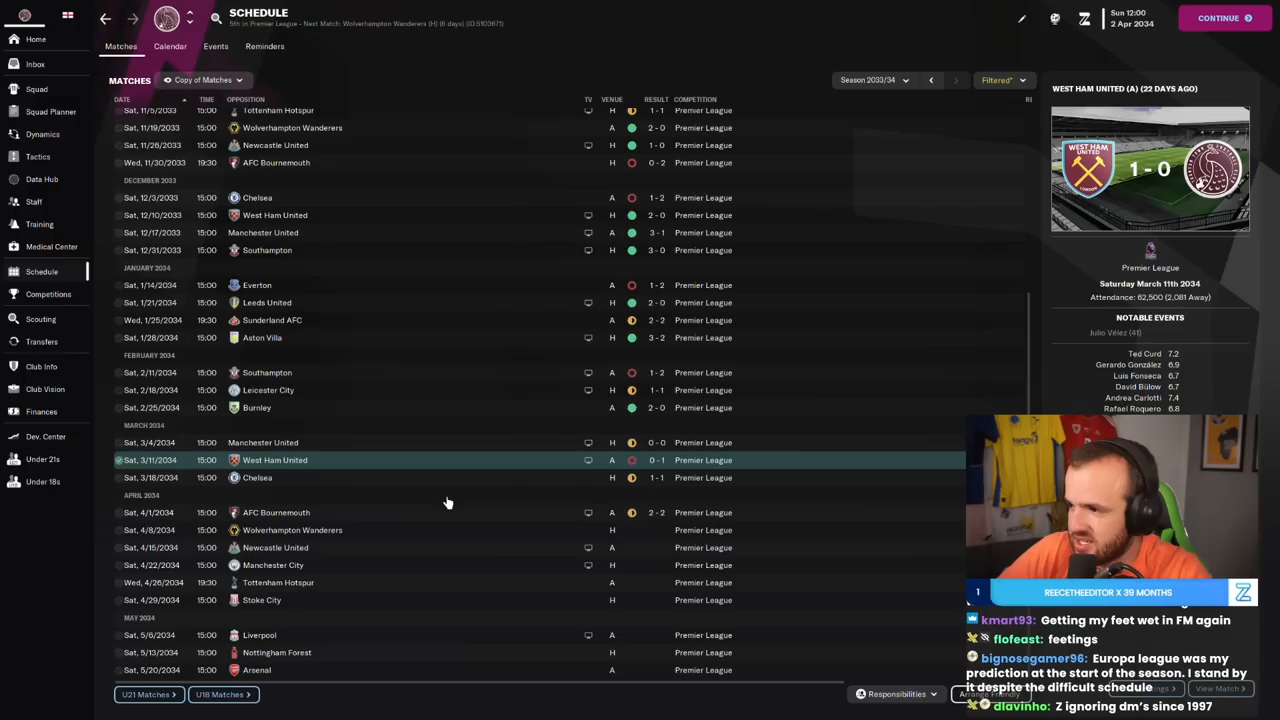 SCHEDULE
5th in Premier League - Next Match: Wolverhampton Wanderers (H) (6 days) (ID:5103671)
Sun 12:00
2 Apr 2034
CONTINUE
Home
Inbox
Squad
Squad Planner
Dynamics
Tactics
Data Hub
Staff
Training
Medical Center
Schedule
Competitions
Scouting
Transfers
Club Info
Club Vision
Finances
Dev. Center
Under 21s
Under 18s
Matches Calendar Events Reminders
MATCHES Copy of Matches Season 2033/34 Filtered*
DATE TIME OPPOSITION TV VENUE RESULT COMPETITION RE
Sat, 11/5/2033 15:00 Tottenham Hotspur H 1-1 Premier League
Sat, 11/19/2033 15:00 Wolverhampton Wanderers A 2-0 Premier League
Sat, 11/26/2033 15:00 Newcastle United H 1-0 Premier League
Wed, 11/30/2033 19:30 AFC Bournemouth H 0-2 Premier League
DECEMBER 2033
Sat, 12/3/2033 15:00 Chelsea A 1-2 Premier League
Sat, 12/10/2033 15:00 West Ham United H 2-0 Premier League
Sat, 12/17/2033 15:00 Manchester United A 3-1 Premier League
Sat, 12/31/2033 15:00 Southampton H 3-0 Premier League
JANUARY 2034
Sat, 1/14/2034 15:00 Everton A 1-2 Premier League
Sat, 1/21/2034 15:00 Leeds United H 2-0 Premier League
Wed, 1/25/2034 19:30 Sunderland AFC A 2-2 Premier League
Sat, 1/28/2034 15:00 Aston Villa H 3-2 Premier League
FEBRUARY 2034
Sat, 2/11/2034 15:00 Southampton A 1-2 Premier League
Sat, 2/18/2034 15:00 Leicester City H 1-1 Premier League
Sat, 2/25/2034 15:00 Burnley A 2-0 Premier League
MARCH 2034
Sat, 3/4/2034 15:00 Manchester United H 0-0 Premier League
Sat, 3/11/2034 15:00 West Ham United A 0-1 Premier League
Sat, 3/18/2034 15:00 Chelsea H 1-1 Premier League
APRIL 2034
Sat, 4/1/2034 15:00 AFC Bournemouth A 2-2 Premier League
Sat, 4/8/2034 15:00 Wolverhampton Wanderers H Premier League
Sat, 4/15/2034 15:00 Newcastle United A Premier League
Sat, 4/22/2034 15:00 Manchester City H Premier League
Wed, 4/26/2034 19:30 Tottenham Hotspur A Premier League
Sat, 4/29/2034 15:00 Stoke City H Premier League
MAY 2034
Sat, 5/6/2034 15:00 Liverpool A Premier League
Sat, 5/13/2034 15:00 Nottingham Forest H Premier League
Sat, 5/20/2034 15:00 Arsenal A Premier League
U21 Matches > U18 Matches > Responsibilities Arrange Friendly View Match >
WEST HAM UNITED (A) (22 DAYS AGO)
WEST HAM UNITED LONDON 1 - 0
Premier League
Saturday March 11th 2034
Attendance: 62,500 (2,081 Away)
NOTABLE EVENTS
Julio Vélez (41)
Ted Curd 7.2
Gerardo González 6.9
Luis Fonseca 6.7
David Bülow 6.7
Andrea Carlotti 7.4
Rafael Roquero 6.8
1 REECETHEEDITOR X 39 MONTHS
kmart93: Getting my feet wet in FM again
flofeast: feetings
bignosegamer96: Europa league was my
prediction at the start of the season. I stand by
it despite the difficult schedule
dlavinho: Z ignoring dm's since 1997